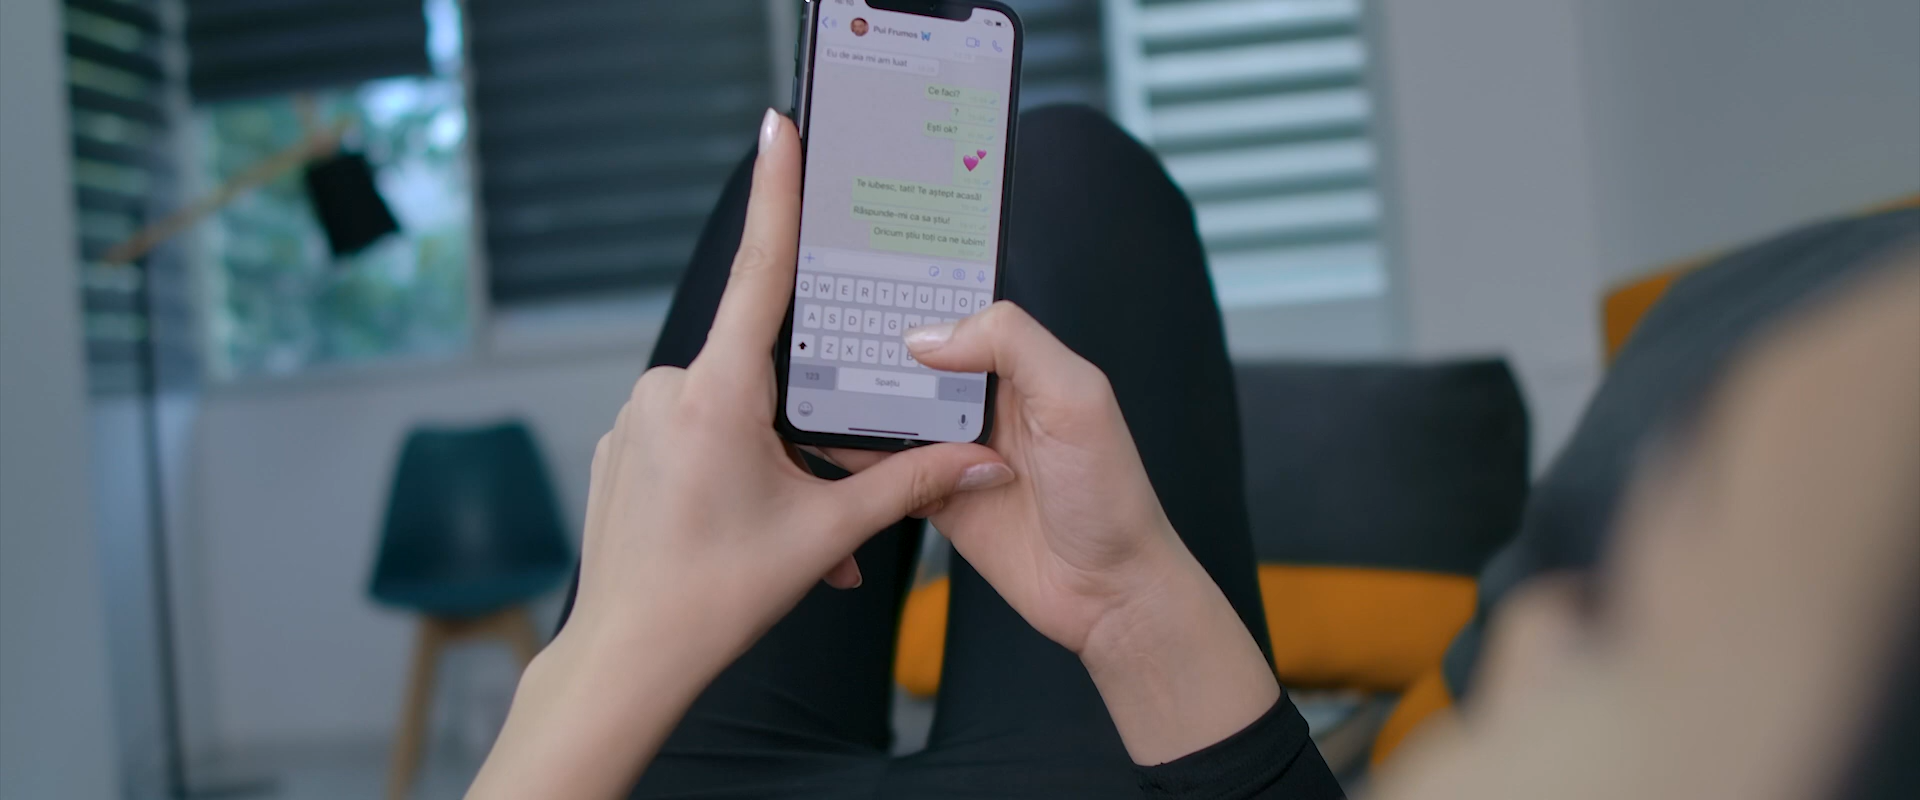 Pui Frumos
Eu de aia mi am luat
Ce faci?
?
Ești ok?
Te iubesc, tati! Te aștept acasă!
Răspunde-mi ca sa știu!
Oricum știu toți ca ne iubim!
Q W E R T Y U I O P
A S D F G H
Z X C V B
123 Spațiu